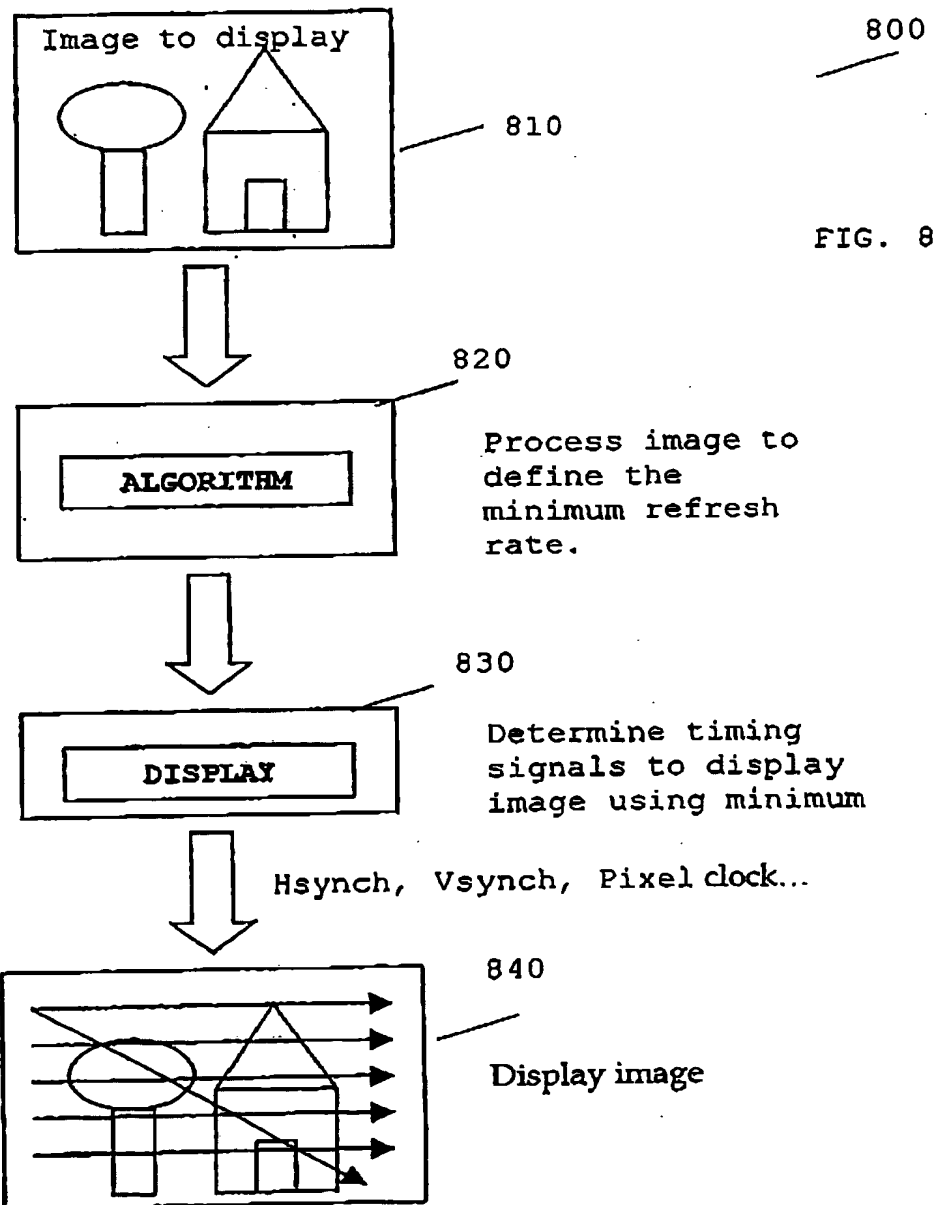 Image to display
800
810
FIG. 8
820
ALGORITHM
Process image to
define the
minimum refresh
rate.
830
DISPLAY
Determine timing
signals to display
image using minimum
Hsynch, Vsynch, Pixel clock...
840
Display image